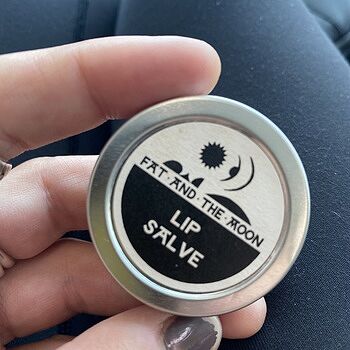 FAT · AND · THE · MOON
LIP
SALVE